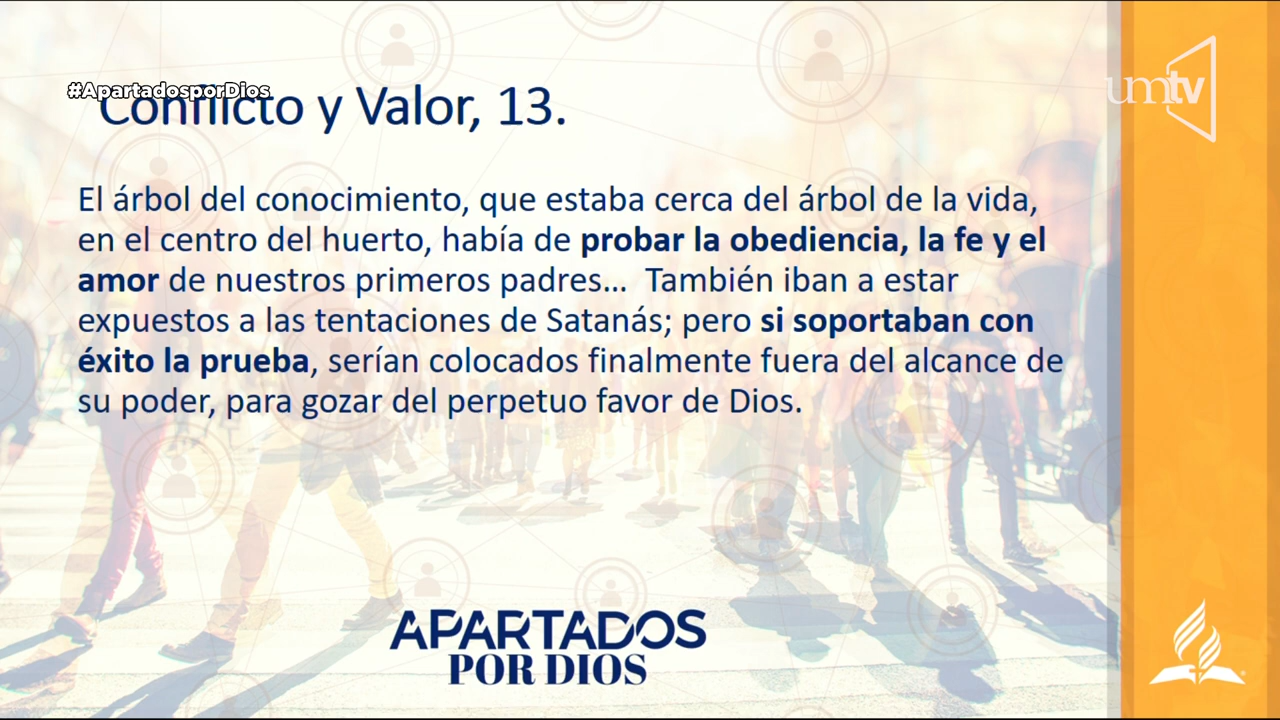 #ApartadosporDios
Conflicto y Valor, 13.
umtv
El árbol del conocimiento, que estaba cerca del árbol de la vida,
en el centro del huerto, había de probar la obediencia, la fe y el
amor de nuestros primeros padres… También iban a estar
expuestos a las tentaciones de Satanás; pero si soportaban con
éxito la prueba, serían colocados finalmente fuera del alcance de
su poder, para gozar del perpetuo favor de Dios.
APARTADOS
POR DIOS